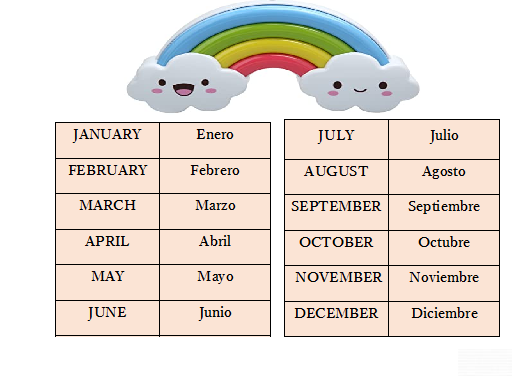 JANUARY Enero
FEBRUARY Febrero
MARCH Marzo
APRIL Abril
MAY Mayo
JUNE Junio
JULY Julio
AUGUST Agosto
SEPTEMBER Septiembre
OCTOBER Octubre
NOVEMBER Noviembre
DECEMBER Diciembre